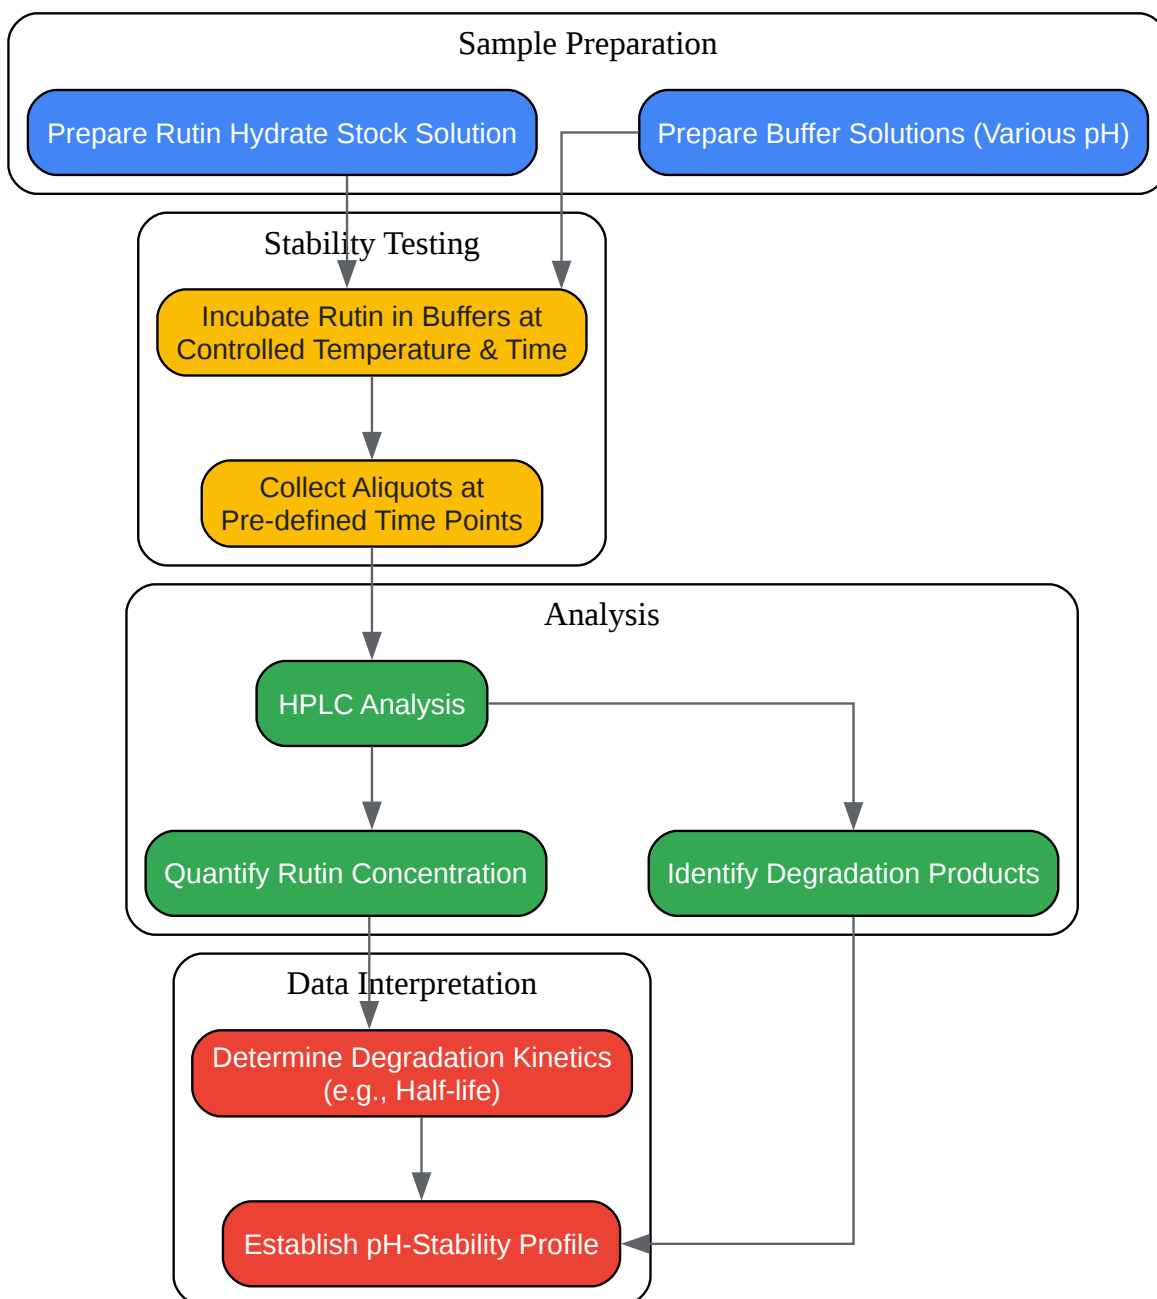 Sample Preparation
Prepare Rutin Hydrate Stock Solution
Prepare Buffer Solutions (Various pH)
Stability Testing
Incubate Rutin in Buffers at
Controlled Temperature & Time
Collect Aliquots at
Pre-defined Time Points
Analysis
HPLC Analysis
Quantify Rutin Concentration
Identify Degradation Products
Data Interpretation
Determine Degradation Kinetics
(e.g., Half-life)
Establish pH-Stability Profile